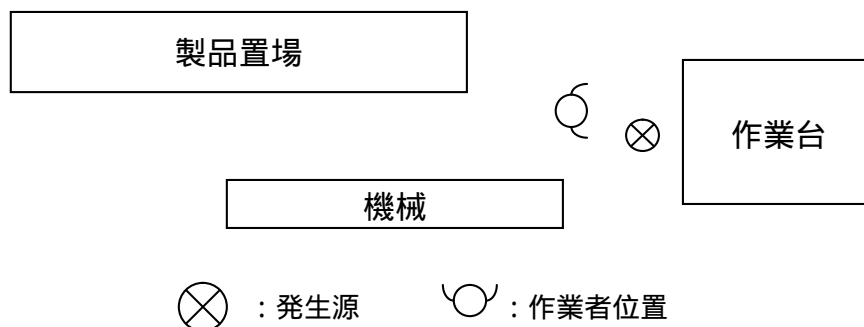 製品置場
作業台
機械
：発生源
：作業者位置